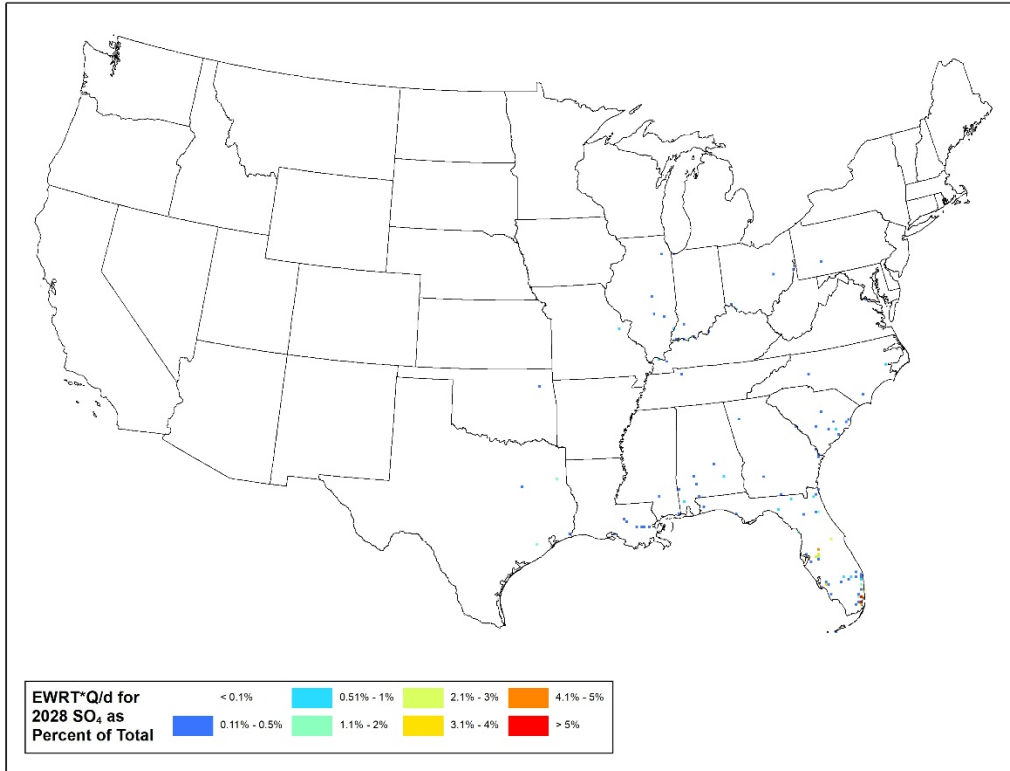 EWRT*Q/d for
2028 SO₄ as
Percent of Total
< 0.1%
0.51% - 1%
2.1% - 3%
4.1% - 5%
0.11% - 0.5%
1.1% - 2%
3.1% - 4%
> 5%